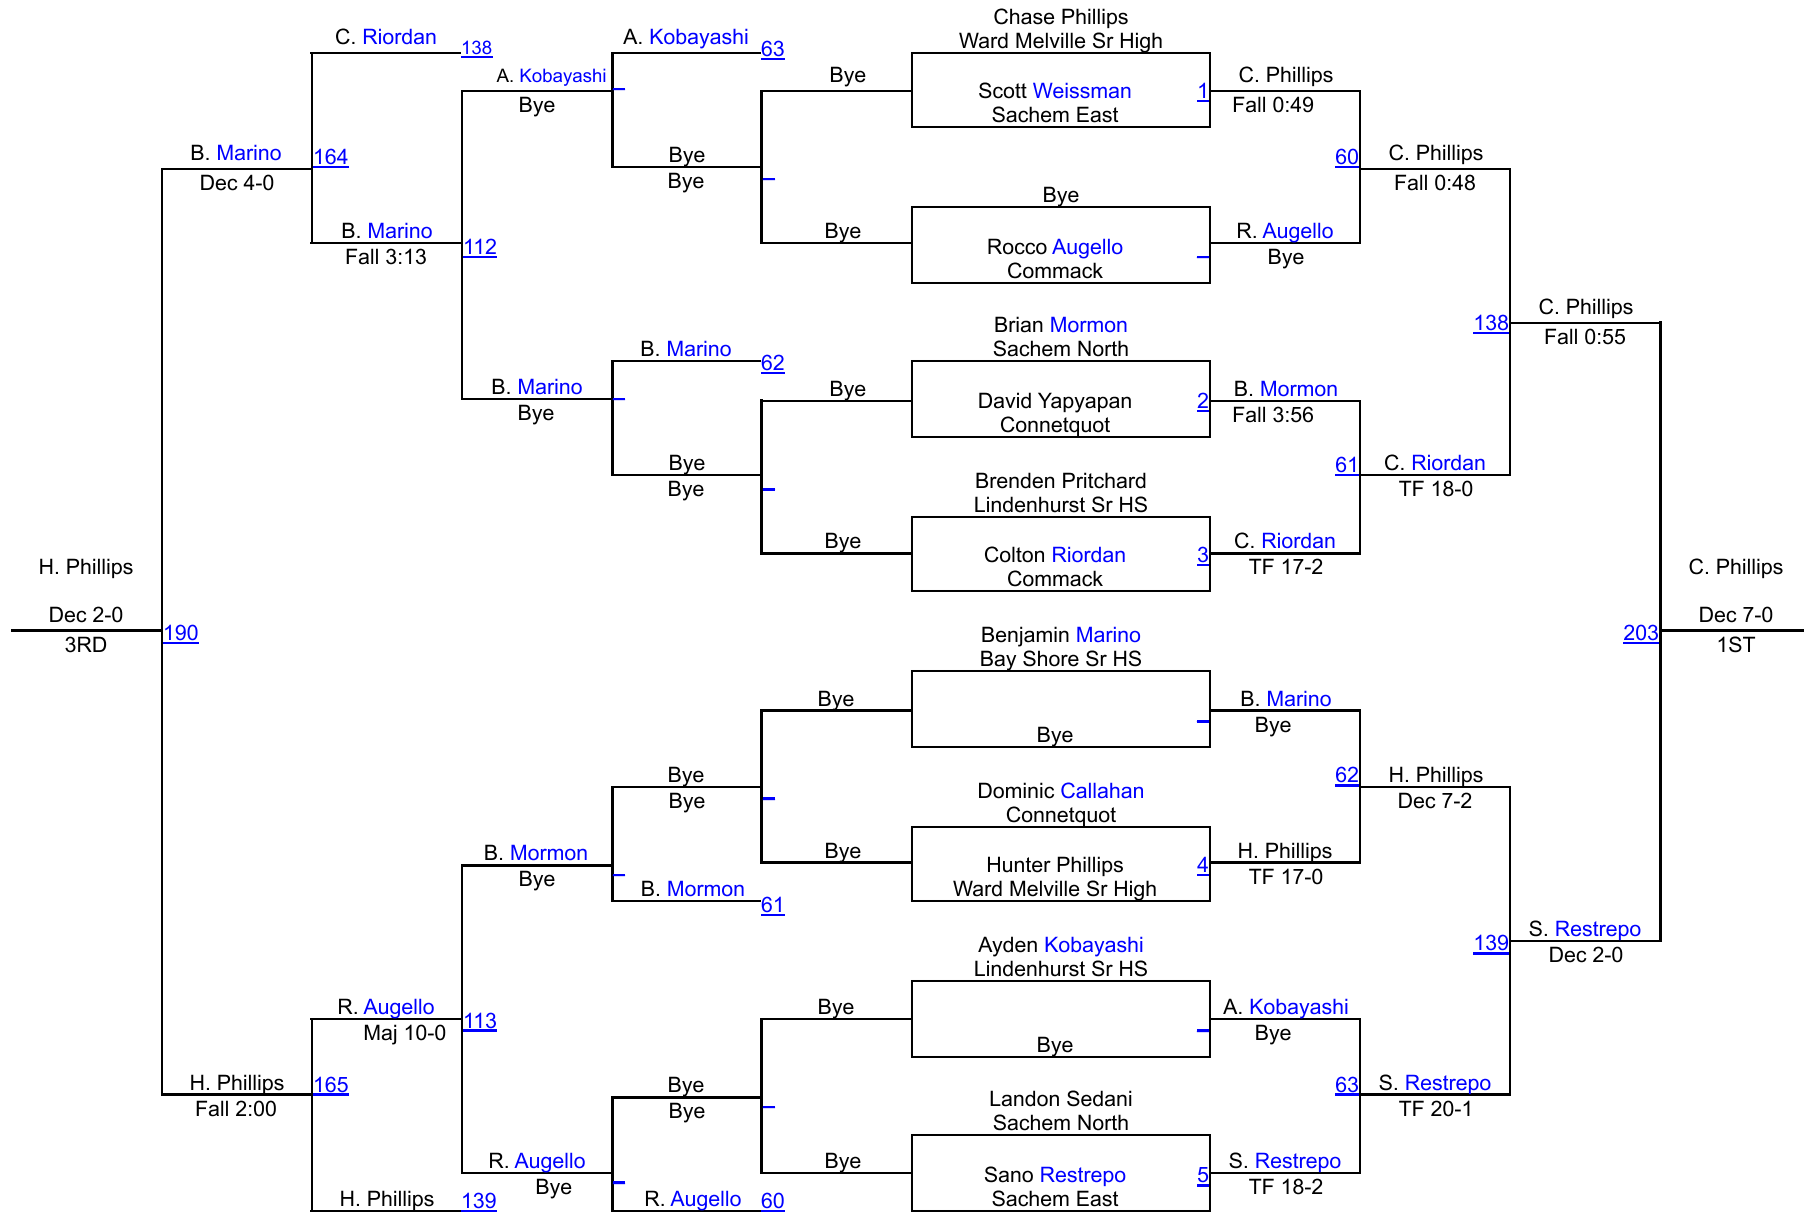 Chase Phillips
Ward Melville Sr High
C. Riordan
138
A. Kobayashi
63
A. Kobayashi
Bye
Bye
Scott Weissman
Sachem East
1
C. Phillips
Fall 0:49
B. Marino
Dec 4-0
164
Bye
Bye
60
C. Phillips
Fall 0:48
Bye
B. Marino
Fall 3:13
112
Bye
Rocco Augello
Commack
R. Augello
Bye
Brian Mormon
Sachem North
C. Phillips
Fall 0:55
138
B. Marino
62
B. Marino
Bye
Bye
David Yapyapan
Connetquot
2
B. Mormon
Fall 3:56
Bye
Bye
Brenden Pritchard
Lindenhurst Sr HS
61
C. Riordan
TF 18-0
Bye
Colton Riordan
Commack
3
C. Riordan
TF 17-2
H. Phillips
Dec 2-0
3RD
190
C. Phillips
Dec 7-0
1ST
203
Benjamin Marino
Bay Shore Sr HS
Bye
Bye
B. Marino
Bye
Bye
Bye
Dominic Callahan
Connetquot
62
H. Phillips
Dec 7-2
B. Mormon
Bye
B. Mormon
61
Bye
Hunter Phillips
Ward Melville Sr High
4
H. Phillips
TF 17-0
Ayden Kobayashi
Lindenhurst Sr HS
139
S. Restrepo
Dec 2-0
R. Augello
Maj 10-0
113
Bye
Bye
A. Kobayashi
Bye
H. Phillips
Fall 2:00
165
Bye
Bye
Landon Sedani
Sachem North
63
S. Restrepo
TF 20-1
R. Augello
Bye
Bye
Sano Restrepo
Sachem East
5
S. Restrepo
TF 18-2
H. Phillips
139
R. Augello
60